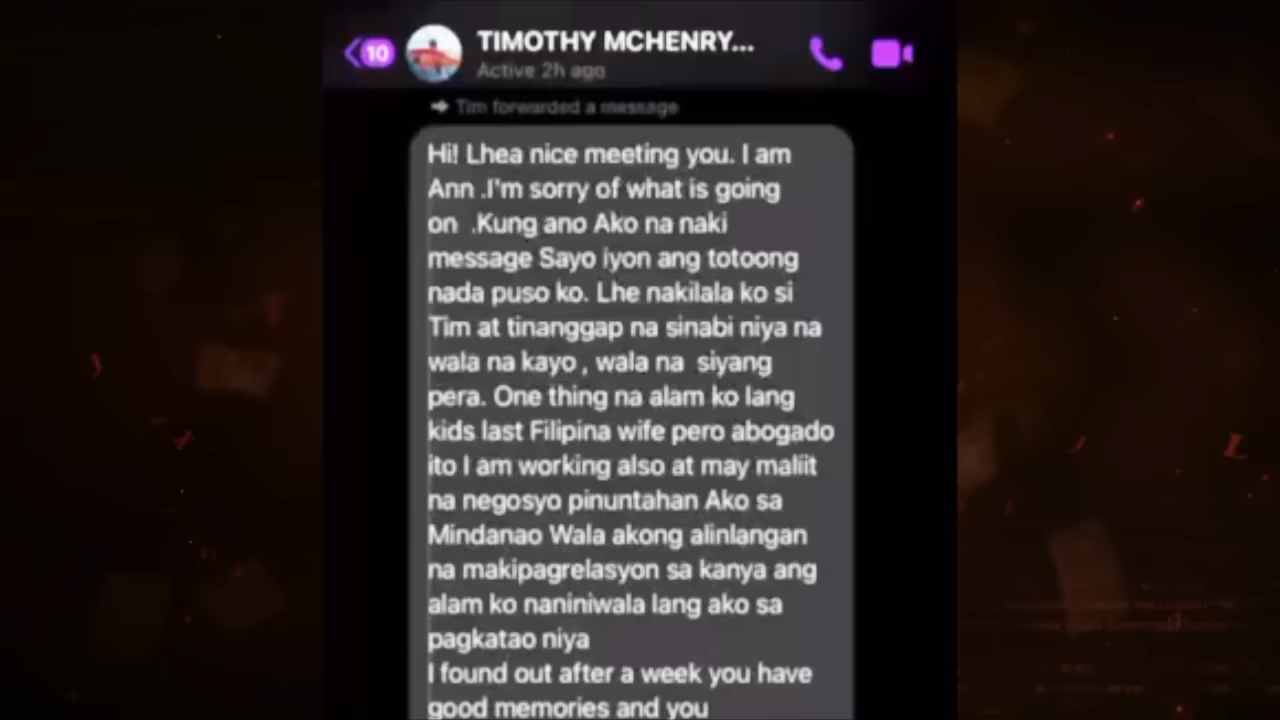 10
TIMOTHY MCHENRY...
Active 2h ago
Tim forwarded a message
Hi! Lhea nice meeting you. I am
Ann .I'm sorry of what is going
on .Kung ano Ako na naki
message Sayo iyon ang totoong
nada puso ko. Lhe nakilala ko si
Tim at tinanggap na sinabi niya na
wala na kayo , wala na siyang
pera. One thing na alam ko lang
kids last Filipina wife pero abogado
ito I am working also at may maliit
na negosyo pinuntahan Ako sa
Mindanao Wala akong alinlangan
na makipagrelasyon sa kanya ang
alam ko naniniwala lang ako sa
pagkatao niya
I found out after a week you have
good memories and you